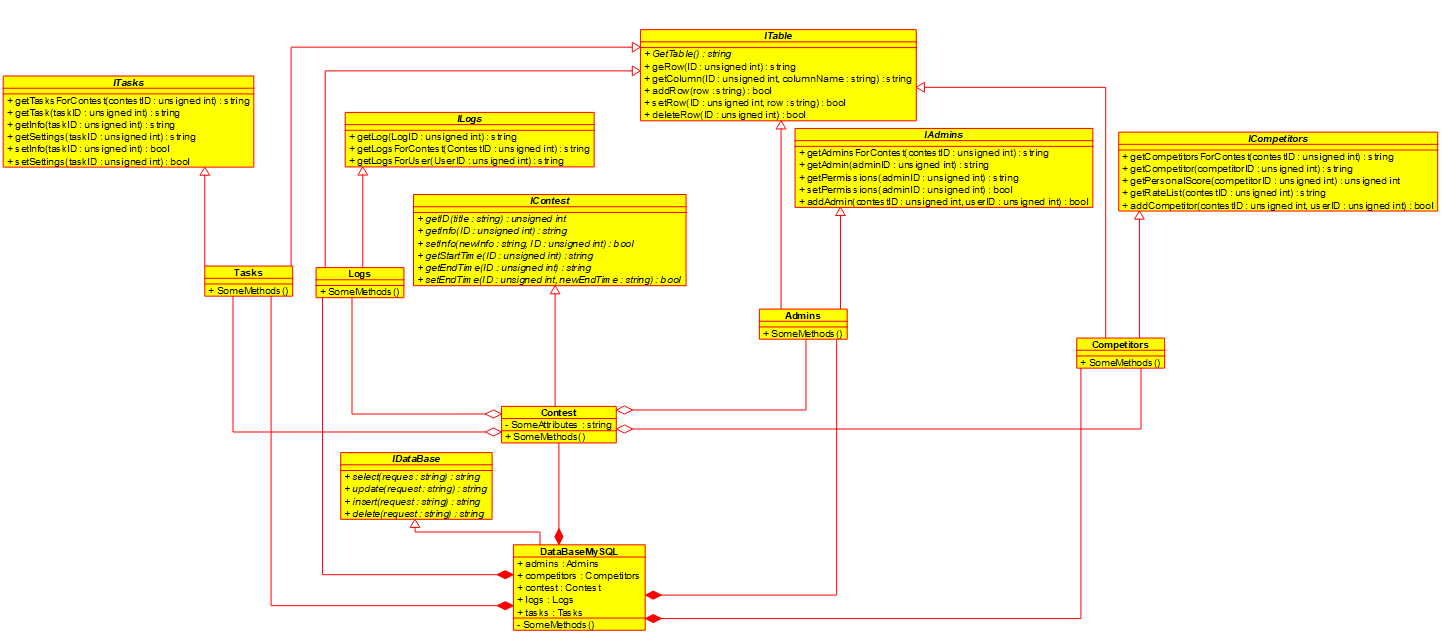 ITable
+ GetTable() : string
+ geRow(ID : unsigned int) : string
+ getColumn(ID : unsigned int, columnName : string) : string
+ addRow(row : string) : bool
+ setRow(ID : unsigned int, row : string) : bool
+ deleteRow(ID : unsigned int) : bool
ITasks
+ getTasksForContest(contestID : unsigned int) : string
+ getTask(taskID : unsigned int) : string
+ getInfo(taskID : unsigned int) : string
+ getSettings(taskID : unsigned int) : string
+ setInfo(taskID : unsigned int) : bool
+ setSettings(taskID : unsigned int) : bool
ILogs
+ getLog(LogID : unsigned int) : string
+ getLogsForContest(ContestID : unsigned int) : string
+ getLogsForUser(UserID : unsigned int) : string
IAdmins
+ getAdminsForContest(contestID : unsigned int) : string
+ getAdmin(adminID : unsigned int) : string
+ getPermissions(adminID : unsigned int) : string
+ setPermissions(adminID : unsigned int) : bool
+ addAdmin(contestID : unsigned int, userID : unsigned int) : bool
ICompetitors
+ getCompetitorsForContest(contestID : unsigned int) : string
+ getCompetitor(competitorID : unsigned int) : string
+ getPersonalScore(competitorID : unsigned int) : unsigned int
+ getRateList(contestID : unsigned int) : string
+ addCompetitor(contestID : unsigned int, userID : unsigned int) : bool
IContest
+ getID(title : string) : unsigned int
+ getInfo(ID : unsigned int) : string
+ setInfo(newInfo : string, ID : unsigned int) : bool
+ getStartTime(ID : unsigned int) : string
+ getEndTime(ID : unsigned int) : string
+ setEndTime(ID : unsigned int, newEndTime : string) : bool
Tasks
+ SomeMethods()
Logs
+ SomeMethods()
Admins
+ SomeMethods()
Competitors
+ SomeMethods()
Contest
- SomeAttributes : string
+ SomeMethods()
IDataBase
+ select(reques : string) : string
+ update(request : string) : string
+ insert(request : string) : string
+ delete(request : string) : string
DataBaseMySQL
+ admins : Admins
+ competitors : Competitors
+ contest : Contest
+ logs : Logs
+ tasks : Tasks
- SomeMethods()